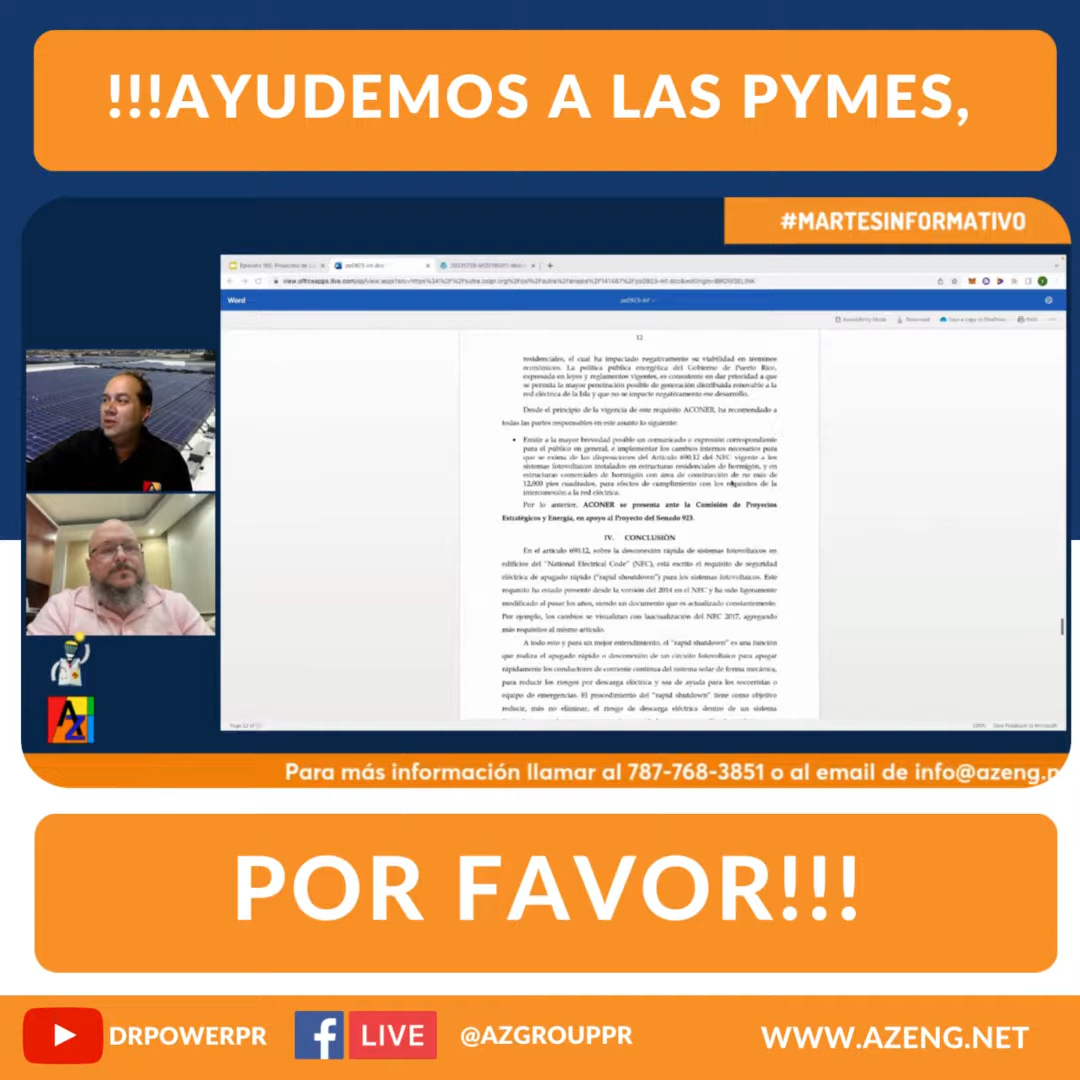 !!!AYUDEMOS A LAS PYMES,
#MARTESINFORMATIVO
Word
12
residenciales, el cual ha impactado negativamente su viabilidad en términos
económicos. La política pública energética del Gobierno de Puerto Rico,
expresada en leyes y reglamentos vigentes, es consistente en dar prioridad a que
se permita la mayor penetración posible de generación distribuida renovable a la
red eléctrica de la Isla y que no se impacte negativamente ese desarrollo.
Desde el principio de la vigencia de este requisito ACONER, ha recomendado a
todas las partes responsables en este asunto lo siguiente:
• Emitir a la mayor brevedad posible un comunicado o expresión correspondiente
para el público en general, e implementar los cambios internos necesarios para
que se exima de las disposiciones del Artículo 690.12 del NEC vigente a los
sistemas fotovoltaicos instalados en estructuras residenciales de hormigón, y en
estructuras comerciales de hormigón con área de construcción de no más de
12,000 pies cuadrados, para efectos de cumplimiento con los requisitos de la
interconexión a la red eléctrica.
Por lo anterior, ACONER se presenta ante la Comisión de Proyectos
Estratégicos y Energía, en apoyo al Proyecto del Senado 923.
IV. CONCLUSIÓN
En el artículo 690.12, sobre la desconexión rápida de sistemas fotovoltaicos en
edificios del "National Electrical Code" (NEC), está escrito el requisito de seguridad
eléctrica de apagado rápido ("rapid shutdown") para los sistemas fotovoltaicos. Este
requisito ha estado presente desde la versión del 2014 en el NEC y ha sido ligeramente
modificado al pasar los años, siendo un documento que es actualizado constantemente.
Por ejemplo, los cambios se visualizan con laactualización del NEC 2017, agregando
más requisitos al mismo artículo.
A todo esto y para un mejor entendimiento, el "rapid shutdown" es una función
que realiza el apagado rápido o desconexión de un circuito fotovoltaico para apagar
rápidamente los conductores de corriente continua del sistema solar de forma mecánica,
para reducir los riesgos por descarga eléctrica y sea de ayuda para los socorristas o
equipo de emergencias. El procedimiento del "rapid shutdown" tiene como objetivo
reducir, mas no eliminar, el riesgo de descarga eléctrica dentro de un sistema
AZ
Para más información llamar al 787-768-3851 o al email de info@azeng.n
POR FAVOR!!!
DRPOWERPR
f LIVE
@AZGROUPPR
WWW.AZENG.NET